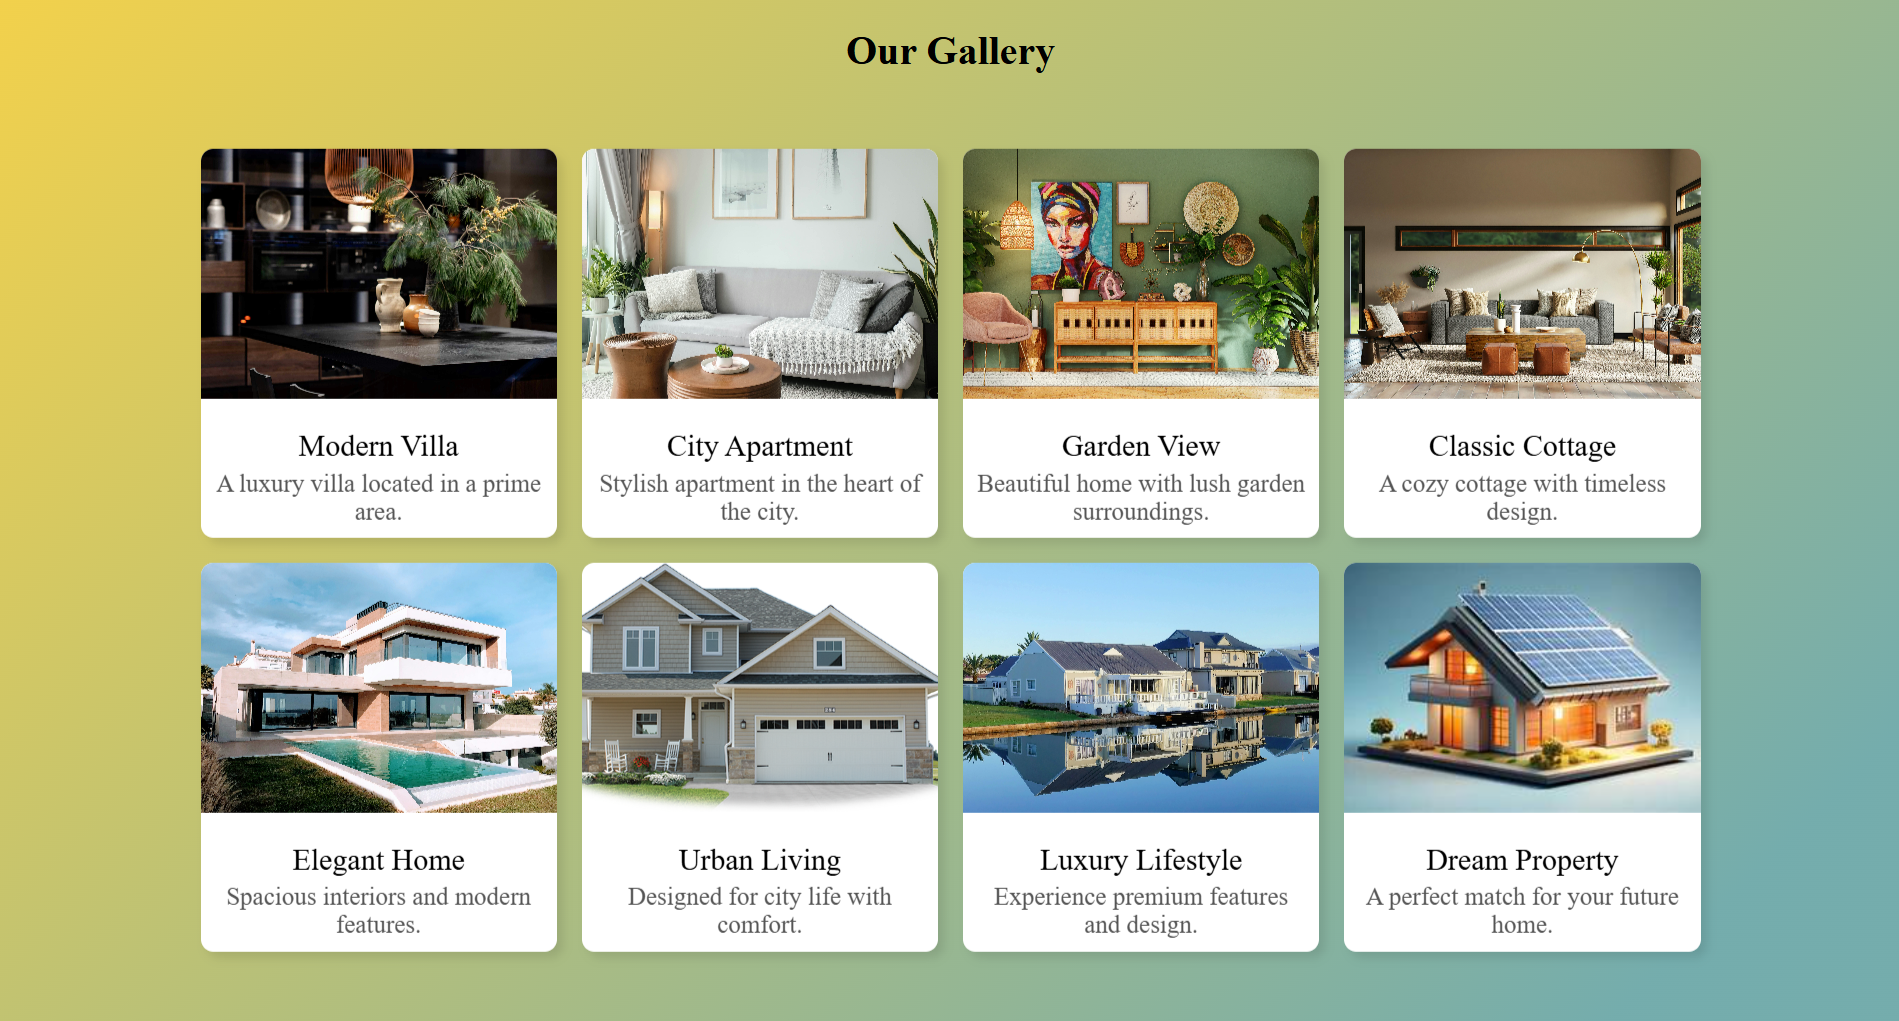 Our Gallery
Modern Villa
A luxury villa located in a prime
area.
City Apartment
Stylish apartment in the heart of
the city.
Garden View
Beautiful home with lush garden
surroundings.
Classic Cottage
A cozy cottage with timeless
design.
Elegant Home
Spacious interiors and modern
features.
Urban Living
Designed for city life with
comfort.
Luxury Lifestyle
Experience premium features
and design.
Dream Property
A perfect match for your future
home.